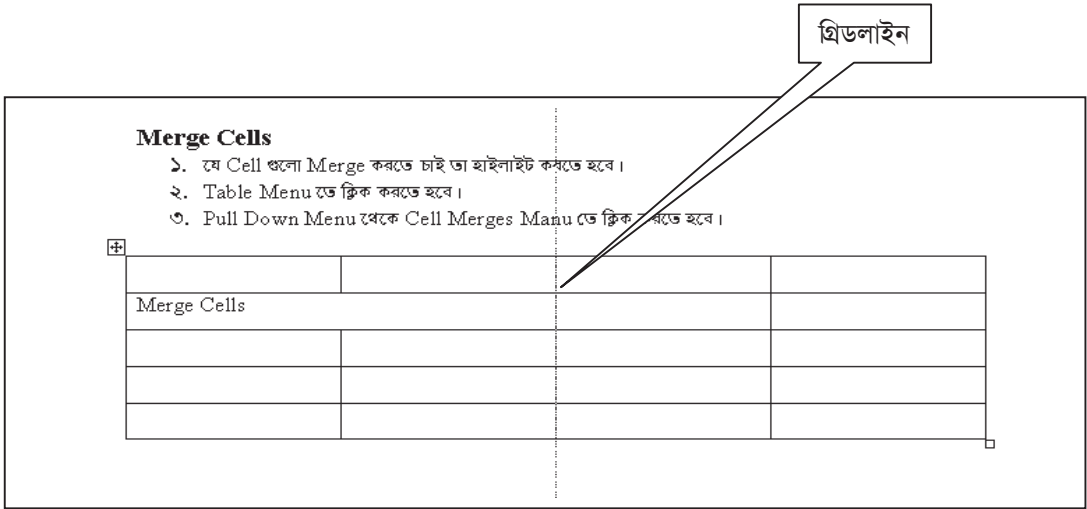 গ্রিডলাইন
Merge Cells
১. যে Cell গুলো Merge করতে চাই তা হাইলাইট করতে হবে।
২. Table Menu তে ক্লিক করতে হবে।
৩. Pull Down Menu থেকে Cell Merges Manu তে ক্লিক করতে হবে।
Merge Cells